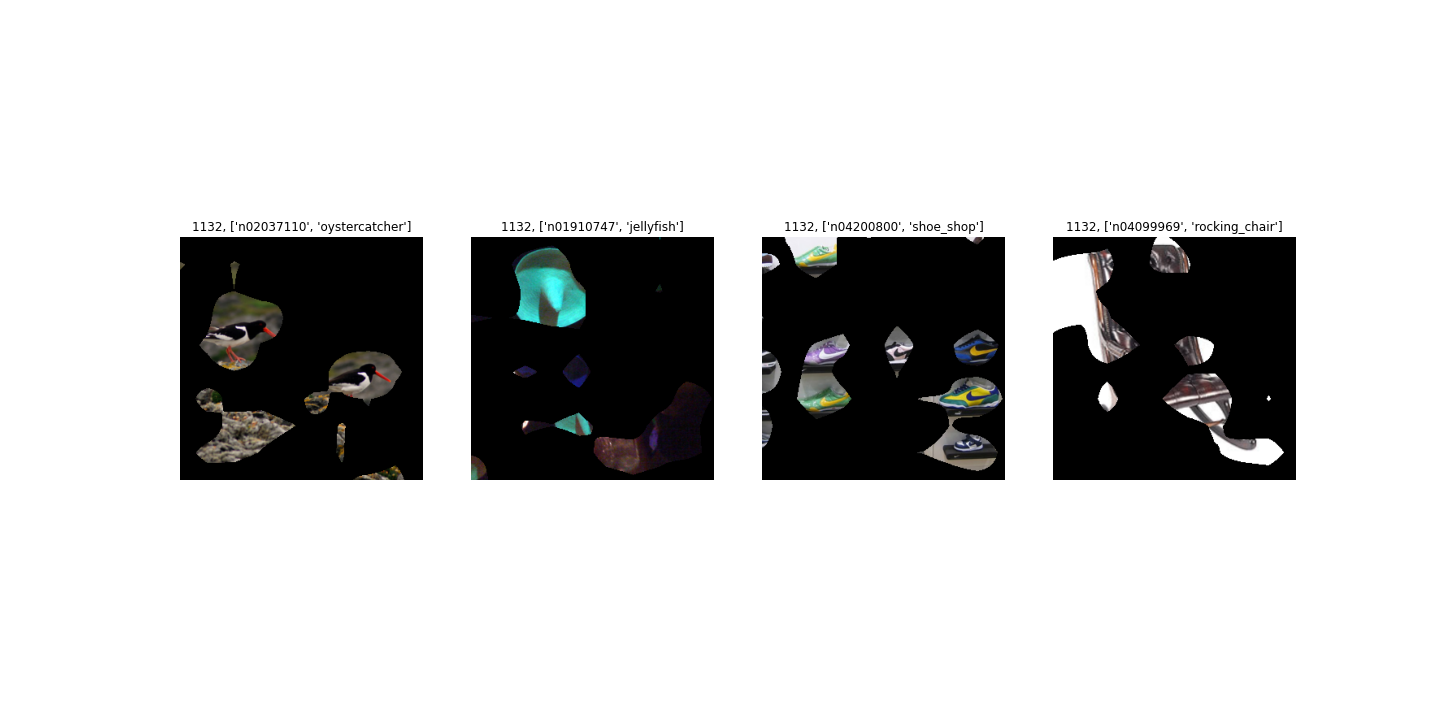 1132, ['n02037110', 'oystercatcher']
1132, ['n01910747', 'jellyfish']
1132, ['n04200800', 'shoe_shop']
1132, ['n04099969', 'rocking_chair']